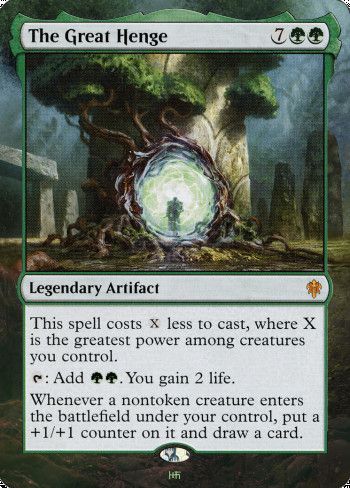 The Great Henge 7
Legendary Artifact
This spell costs X less to cast, where X
is the greatest power among creatures
you control.
: Add . You gain 2 life.
Whenever a nontoken creature enters
the battlefield under your control, put a
+1/+1 counter on it and draw a card.